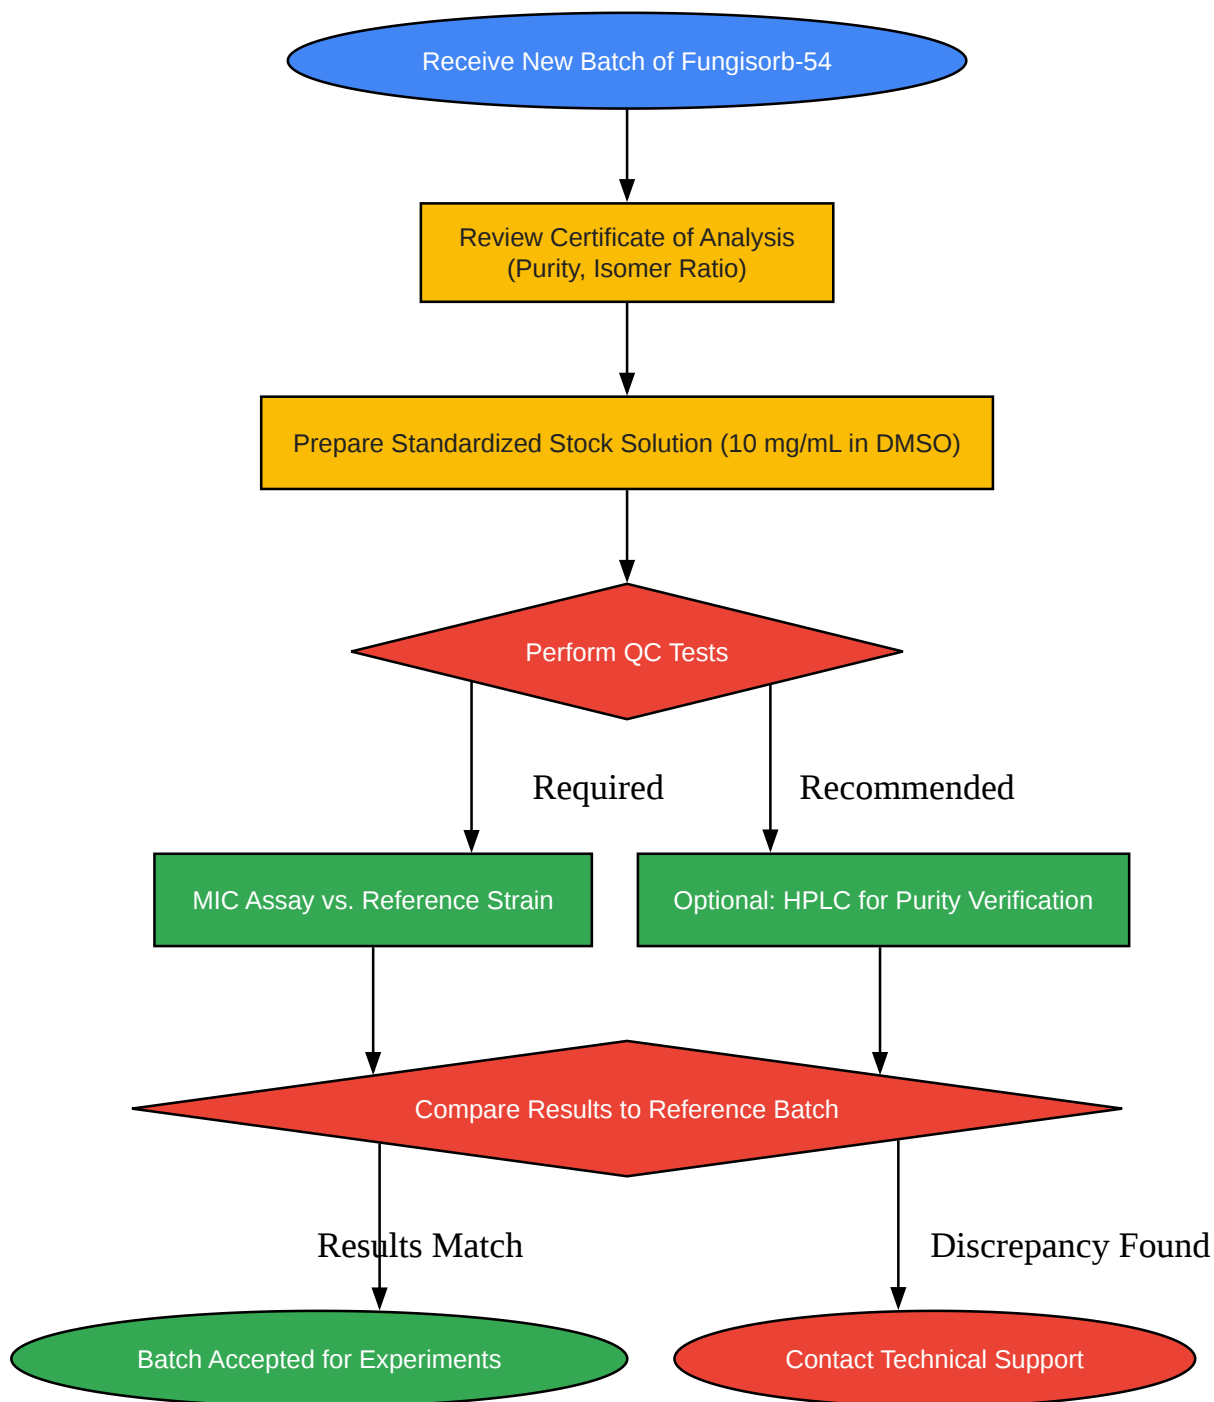 Receive New Batch of Fungisorb-54
Review Certificate of Analysis
(Purity, Isomer Ratio)
Prepare Standardized Stock Solution (10 mg/mL in DMSO)
Perform QC Tests
Required
Recommended
MIC Assay vs. Reference Strain
Optional: HPLC for Purity Verification
Compare Results to Reference Batch
Results Match
Discrepancy Found
Batch Accepted for Experiments
Contact Technical Support